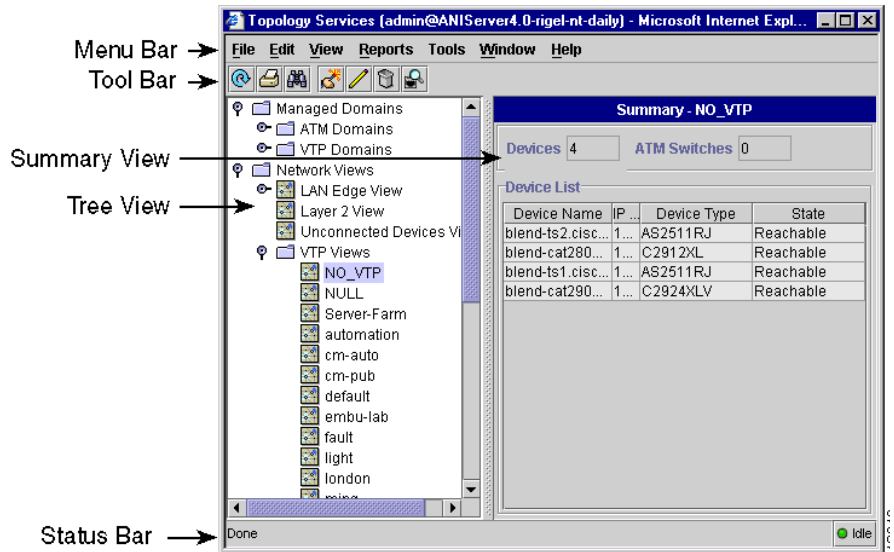 Topology Services (admin@ANIServer4.0-rigel-nt-daily) - Microsoft Internet Expl...
Menu Bar
File Edit View Reports Tools Window Help
Tool Bar
Managed Domains
ATM Domains
VTP Domains
Network Views
LAN Edge View
Layer 2 View
Unconnected Devices Vi
VTP Views
NO_VTP
NULL
Server-Farm
automation
cm-auto
cm-pub
default
embu-lab
fault
light
london
Summary View
Tree View
Summary - NO_VTP
Devices 4 ATM Switches 0
Device List
Device Name IP ... Device Type State
blend-ts2.cisc... 1... AS2511RJ Reachable
blend-cat280... 1... C2912XL Reachable
blend-ts1.cisc... 1... AS2511RJ Reachable
blend-cat290... 1... C2924XLV Reachable
Status Bar
Done
Idle